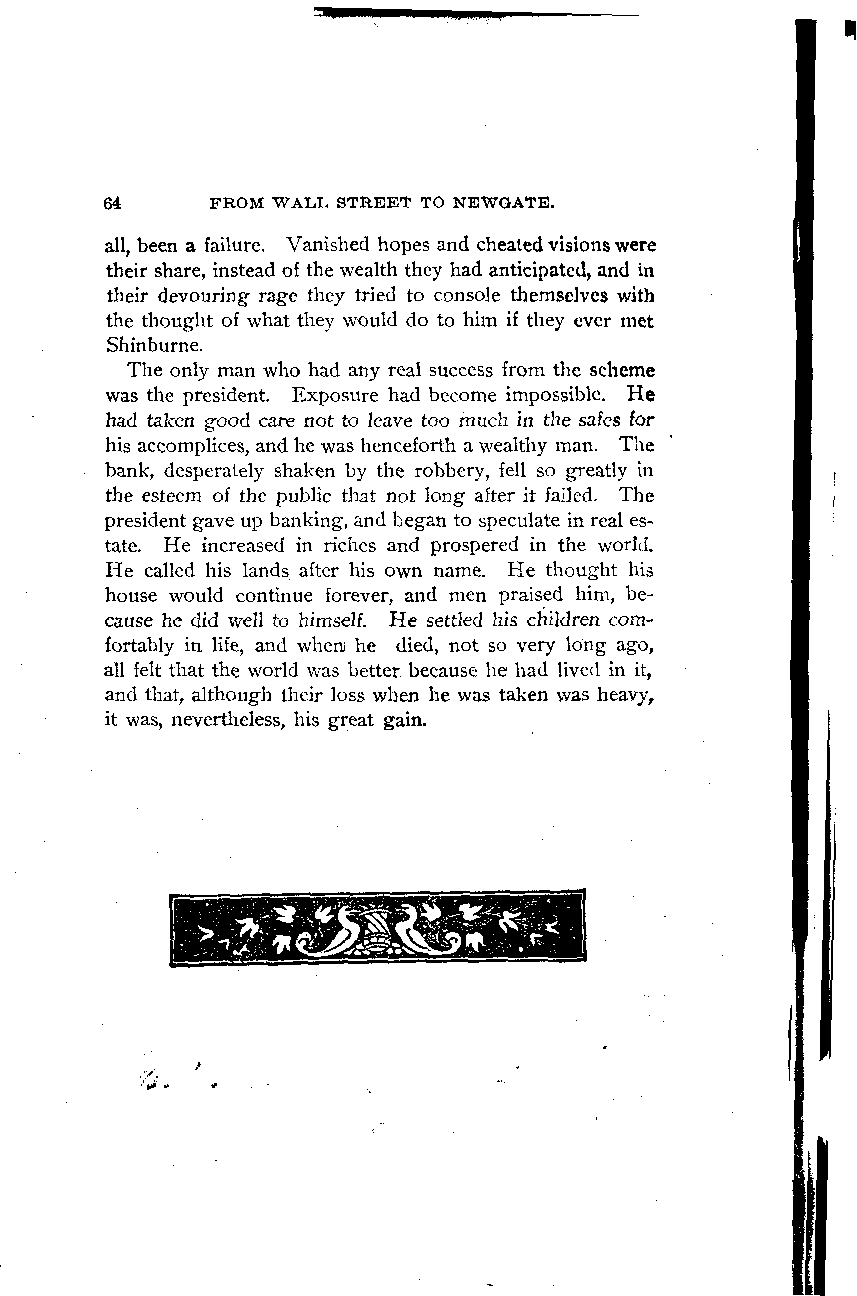 64 FROM WALL STREET TO NEWGATE.
all, been a failure. Vanished hopes and cheated visions were
their share, instead of the wealth they had anticipated, and in
their devouring rage they tried to console themselves with
the thought of what they would do to him if they ever met
Shinburne.
The only man who had any real success from the scheme
was the president. Exposure had become impossible. He
had taken good care not to leave too much in the safes for
his accomplices, and he was henceforth a wealthy man. The
bank, desperately shaken by the robbery, fell so greatly in
the esteem of the public that not long after it failed. The
president gave up banking, and began to speculate in real es-
tate. He increased in riches and prospered in the world.
He called his lands after his own name. He thought his
house would continue forever, and men praised him, be-
cause he did well to himself. He settled his children com-
fortably in life, and when he died, not so very long ago,
all felt that the world was better because he had lived in it,
and that, although their loss when he was taken was heavy,
it was, nevertheless, his great gain.